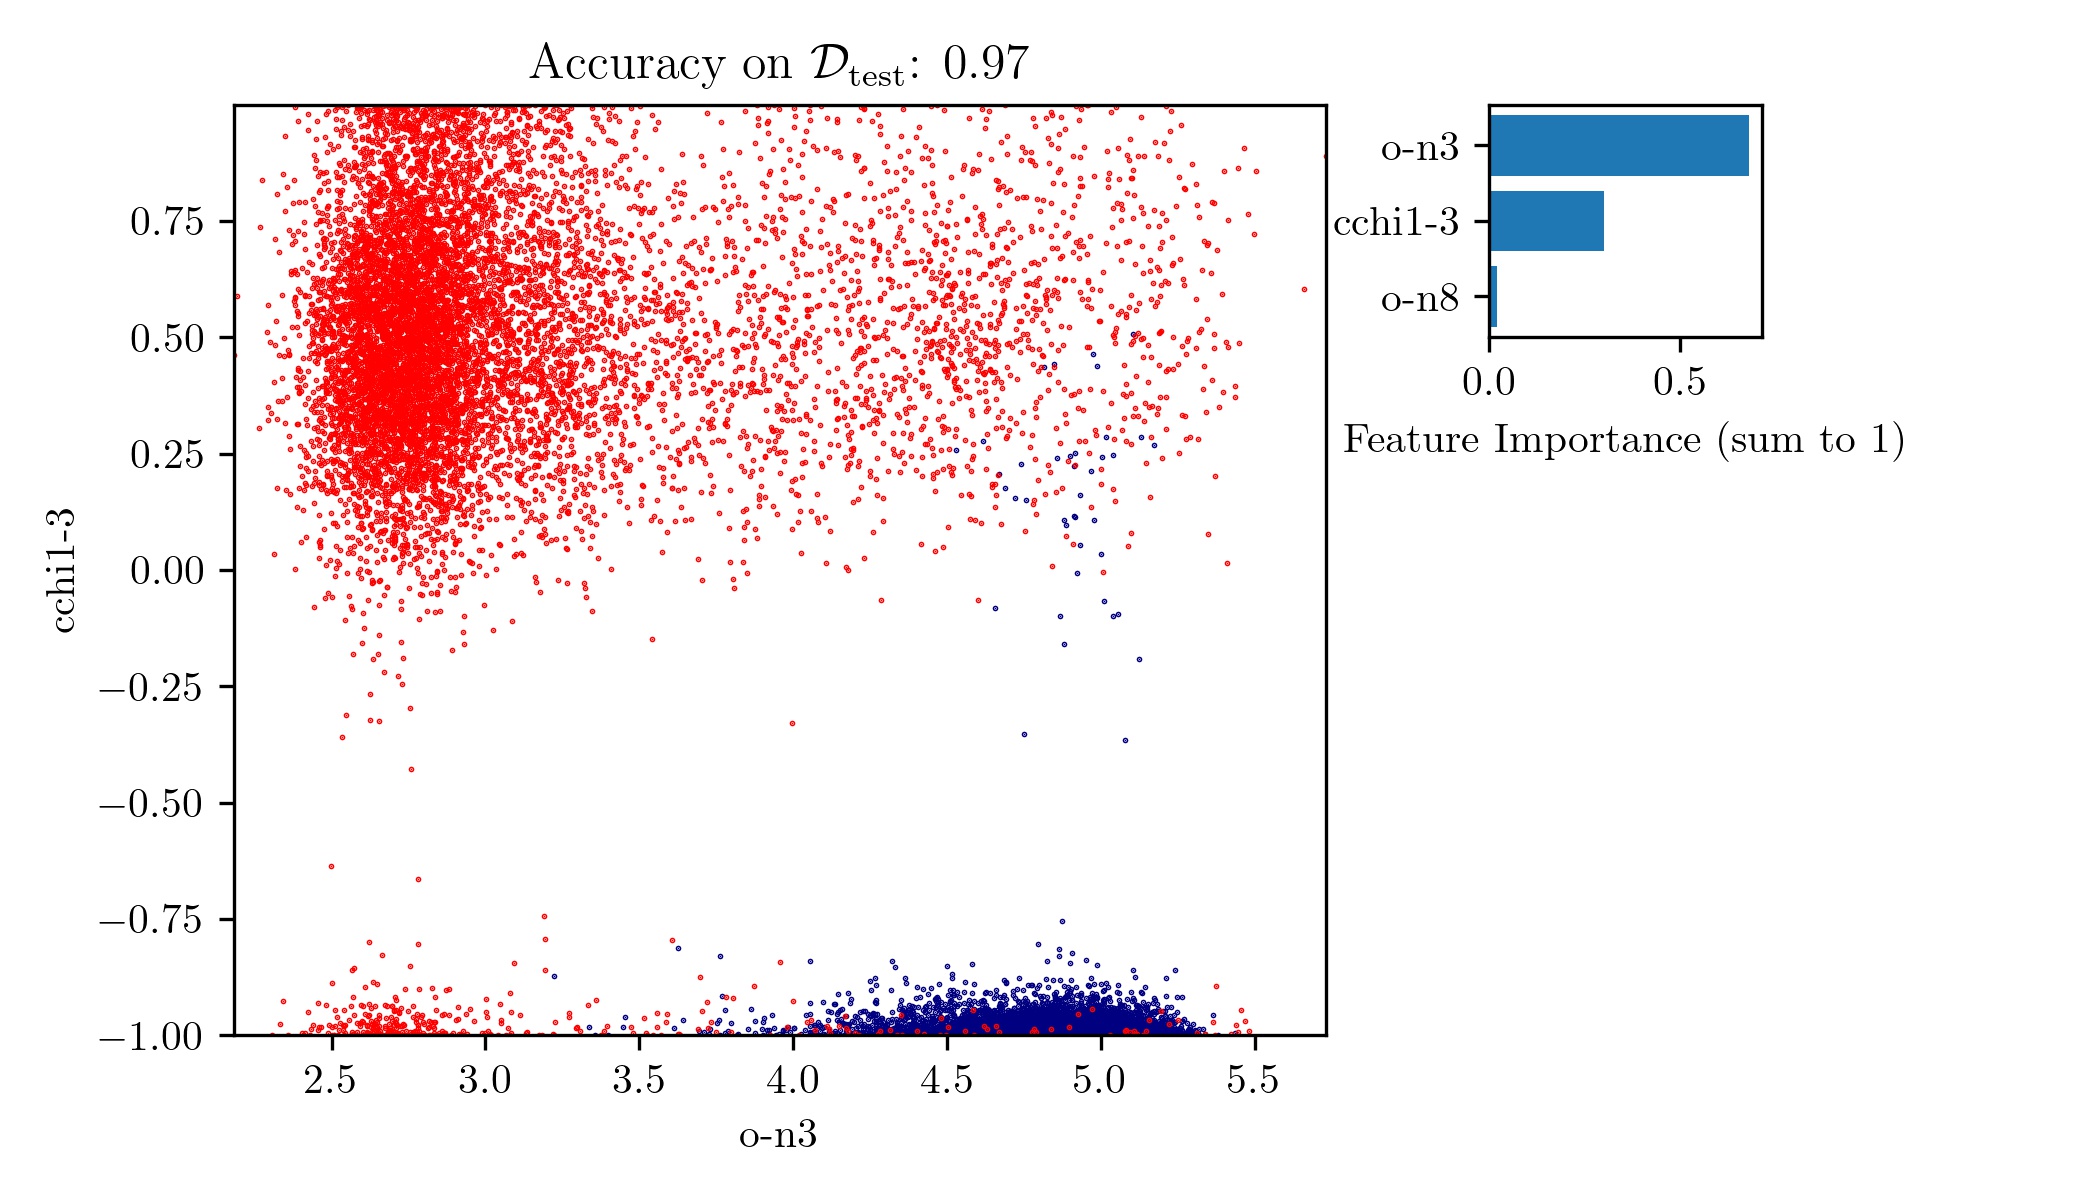 Accuracy on 𝒟test: 0.97
cchi1-3
0.75
0.50
0.25
0.00
−0.25
−0.50
−0.75
−1.00
2.5 3.0 3.5 4.0 4.5 5.0 5.5
o-n3
o-n3
cchi1-3
o-n8
0.0 0.5
Feature Importance (sum to 1)